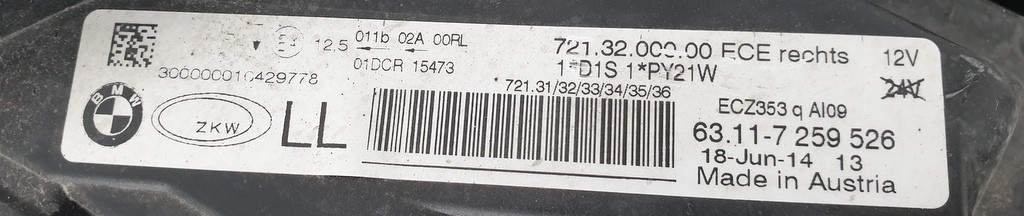 12.5 011b 02A 00RL
01DCR 15473
300000010429778
BMW
ZKW
LL
721.32.000.00 ECE rechts 12V
1*D1S 1*PY21W 24V
721.31/32/33/34/35/36
ECZ353 q AI09
63.11-7 259 526
18-Jun-14 13
Made in Austria